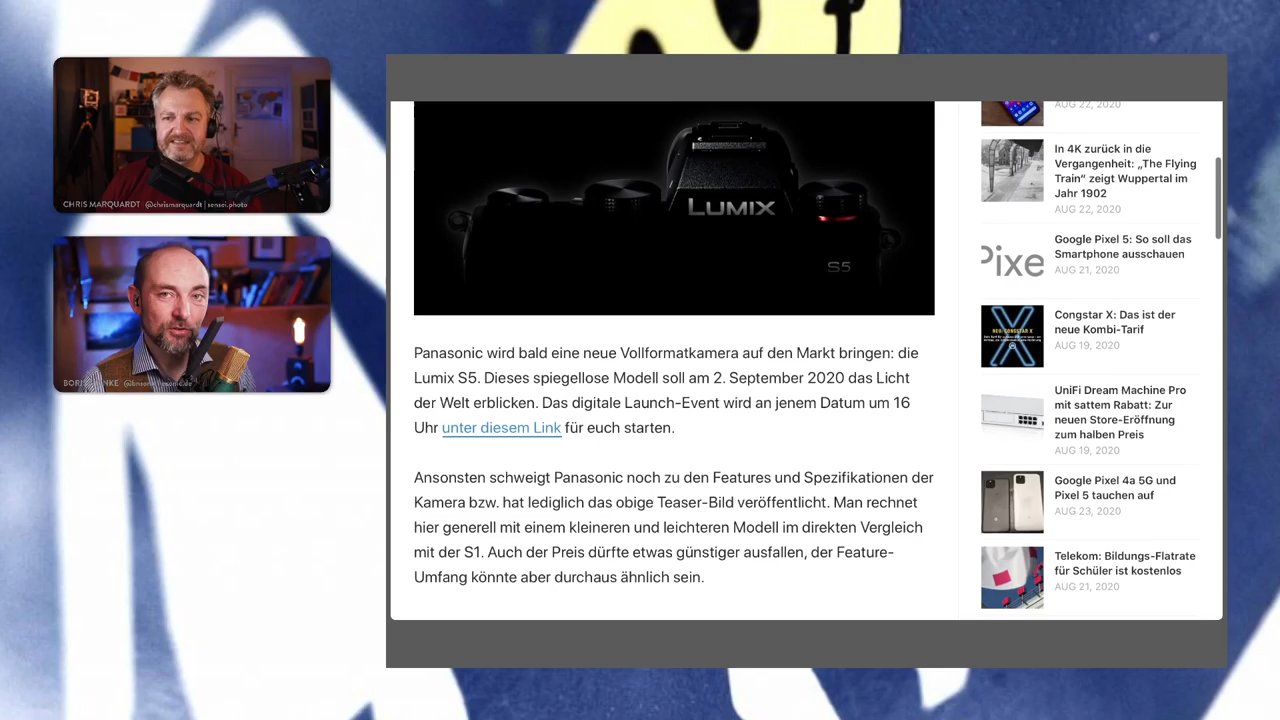 CHRIS MARQUARDT @chrismarquardt | sensei.photo
LUMIX
S5
Panasonic wird bald eine neue Vollformatkamera auf den Markt bringen: die
Lumix S5. Dieses spiegellose Modell soll am 2. September 2020 das Licht
der Welt erblicken. Das digitale Launch-Event wird an jenem Datum um 16
Uhr unter diesem Link für euch starten.
Ansonsten schweigt Panasonic noch zu den Features und Spezifikationen der
Kamera bzw. hat lediglich das obige Teaser-Bild veröffentlicht. Man rechnet
hier generell mit einem kleineren und leichteren Modell im direkten Vergleich
mit der S1. Auch der Preis dürfte etwas günstiger ausfallen, der Feature-
Umfang könnte aber durchaus ähnlich sein.
AUG 22, 2020
In 4K zurück in die
Vergangenheit: „The Flying
Train“ zeigt Wuppertal im
Jahr 1902
AUG 22, 2020
Pixe
Google Pixel 5: So soll das
Smartphone ausschauen
AUG 21, 2020
Congstar X: Das ist der
neue Kombi-Tarif
AUG 19, 2020
UniFi Dream Machine Pro
mit sattem Rabatt: Zur
neuen Store-Eröffnung
zum halben Preis
AUG 19, 2020
Google Pixel 4a 5G und
Pixel 5 tauchen auf
AUG 23, 2020
Telekom: Bildungs-Flatrate
für Schüler ist kostenlos
AUG 21, 2020